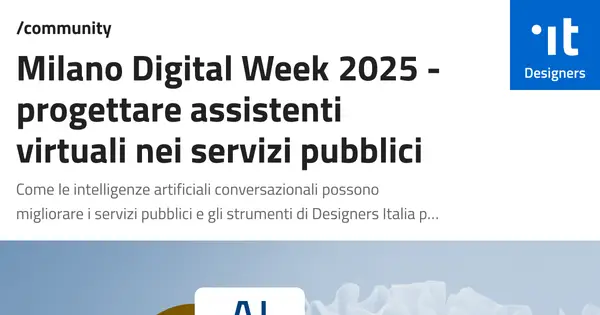 /community
Milano Digital Week 2025 -
progettare assistenti
virtuali nei servizi pubblici
Come le intelligenze artificiali conversazionali possono
migliorare i servizi pubblici e gli strumenti di Designers Italia p...
it
Designers
AI